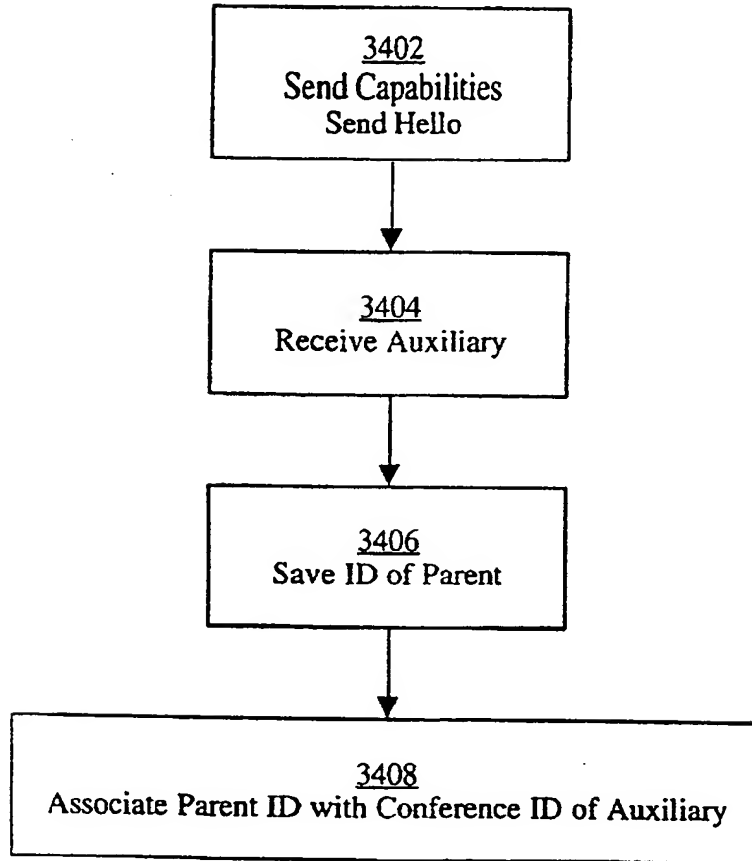 3402
Send Capabilities
Send Hello
3404
Receive Auxiliary
3406
Save ID of Parent
3408
Associate Parent ID with Conference ID of Auxiliary